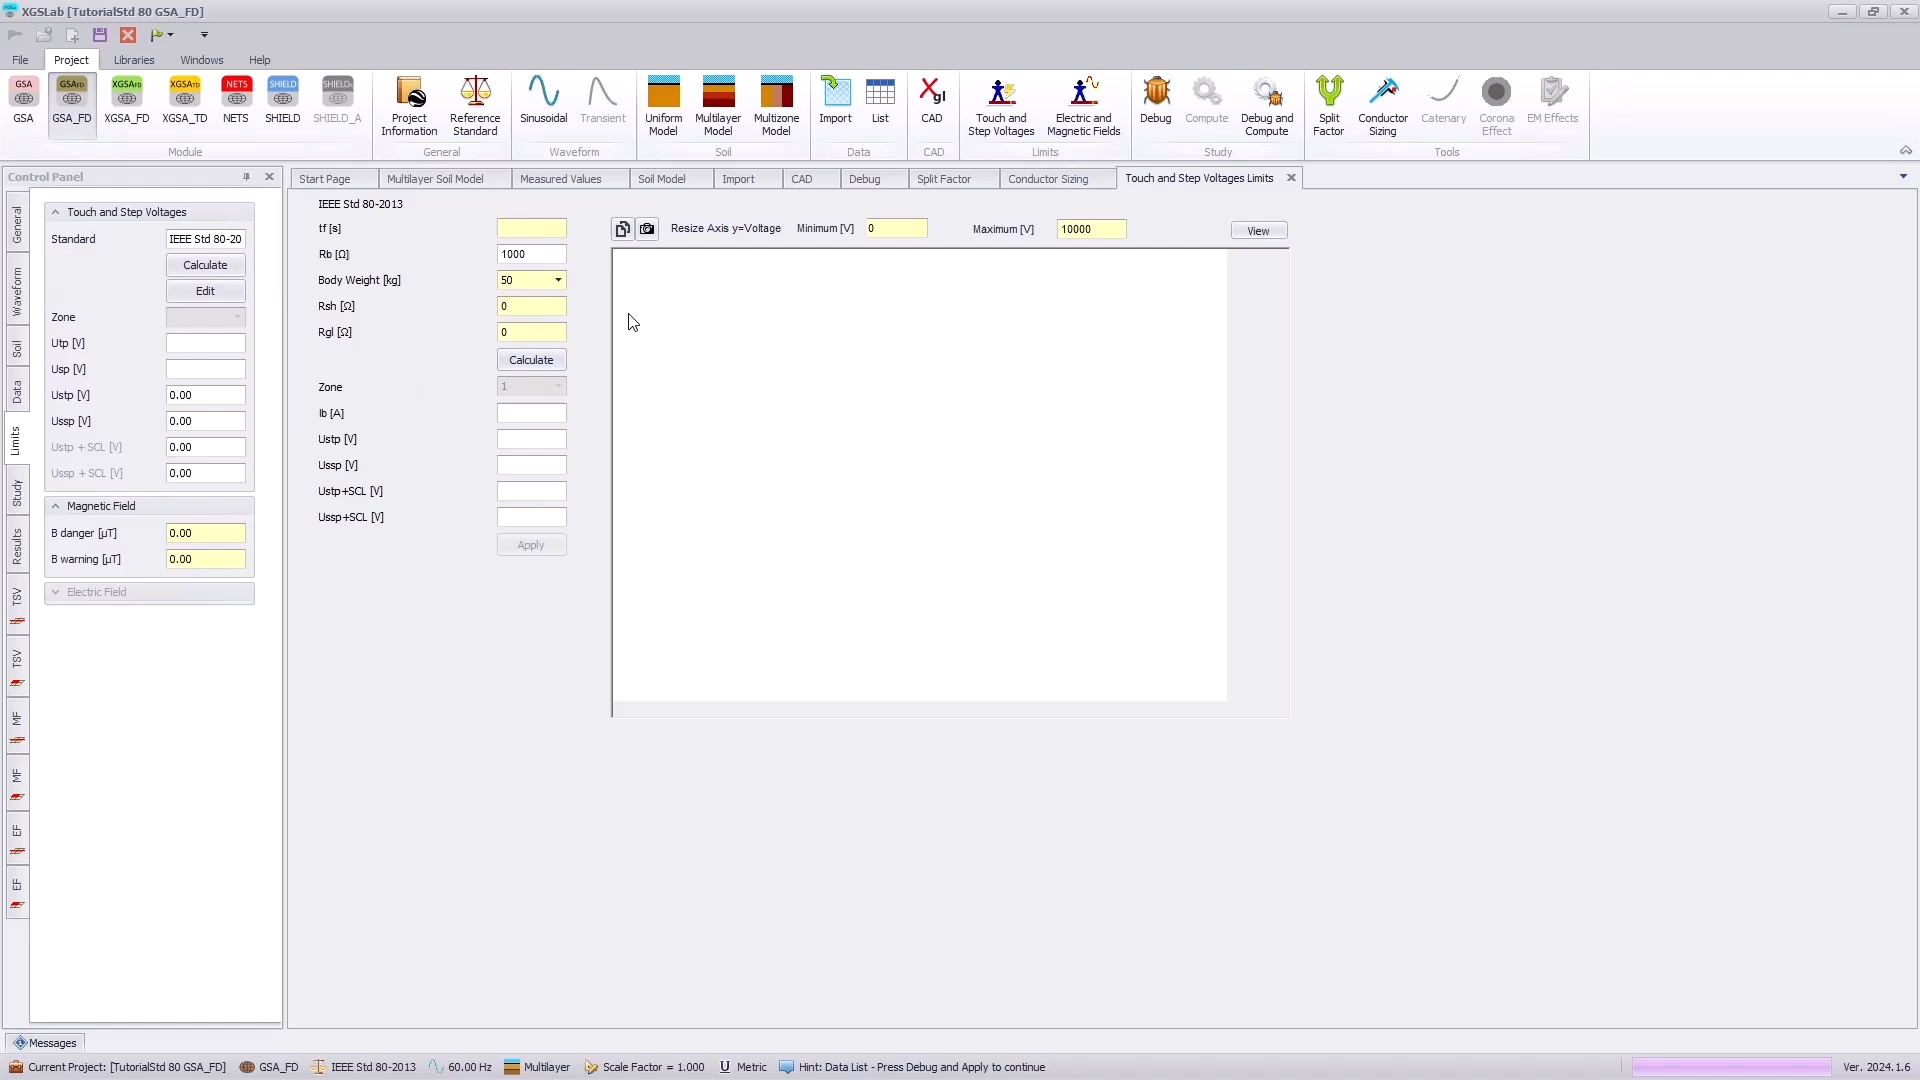 XGSLab [TutorialStd 80 GSA_FD]
File Project Libraries Windows Help
GSA GSAFD XGSAFD XGSATD NETS SHIELD SHIELDA
GSA GSA_FD XGSA_FD XGSA_TD NETS SHIELD SHIELD_A
Module
Project Information Reference Standard
General
Sinusoidal Transient
Waveform
Uniform Model Multilayer Model Multizone Model
Soil
Import List
Data
Xgl
CAD
CAD
Touch and Step Voltages Electric and Magnetic Fields
Limits
Debug Compute Debug and Compute
Study
Split Factor Conductor Sizing Catenary Corona Effect EM Effects
Tools
Control Panel
Start Page Multilayer Soil Model Measured Values Soil Model Import CAD Debug Split Factor Conductor Sizing Touch and Step Voltages Limits
General
Waveform
Soil
Data
Limits
Study
Results
TSV
TSV
MF
MF
EF
EF
Touch and Step Voltages
Standard IEEE Std 80-20
Calculate
Edit
Zone
Utp [V]
Usp [V]
Ustp [V] 0.00
Ussp [V] 0.00
Ustp + SCL [V] 0.00
Ussp + SCL [V] 0.00
Magnetic Field
B danger [µT] 0.00
B warning [µT] 0.00
Electric Field
IEEE Std 80-2013
tf [s]
Rb [Ω] 1000
Body Weight [kg] 50
Rsh [Ω] 0
Rgl [Ω] 0
Calculate
Zone 1
Ib [A]
Ustp [V]
Ussp [V]
Ustp+SCL [V]
Ussp+SCL [V]
Apply
Resize Axis y=Voltage Minimum [V] 0 Maximum [V] 10000 View
Messages
Current Project: [TutorialStd 80 GSA_FD] GSA_FD IEEE Std 80-2013 60.00 Hz Multilayer Scale Factor = 1.000 U Metric Hint: Data List - Press Debug and Apply to continue Ver. 2024.1.6